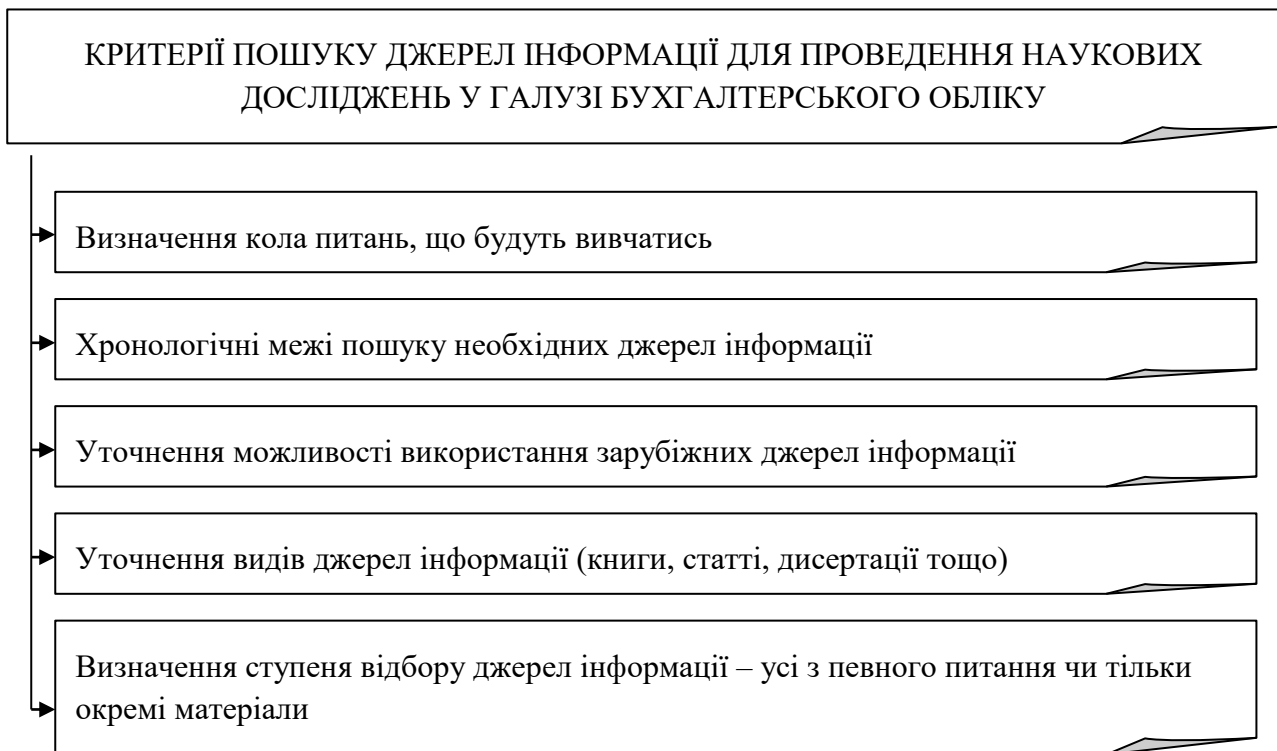 КРИТЕРІЇ ПОШУКУ ДЖЕРЕЛ ІНФОРМАЦІЇ ДЛЯ ПРОВЕДЕННЯ НАУКОВИХ
ДОСЛІДЖЕНЬ У ГАЛУЗІ БУХГАЛТЕРСЬКОГО ОБЛІКУ
Визначення кола питань, що будуть вивчатись
Хронологічні межі пошуку необхідних джерел інформації
Уточнення можливості використання зарубіжних джерел інформації
Уточнення видів джерел інформації (книги, статті, дисертації тощо)
Визначення ступеня відбору джерел інформації – усі з певного питання чи тільки
окремі матеріали